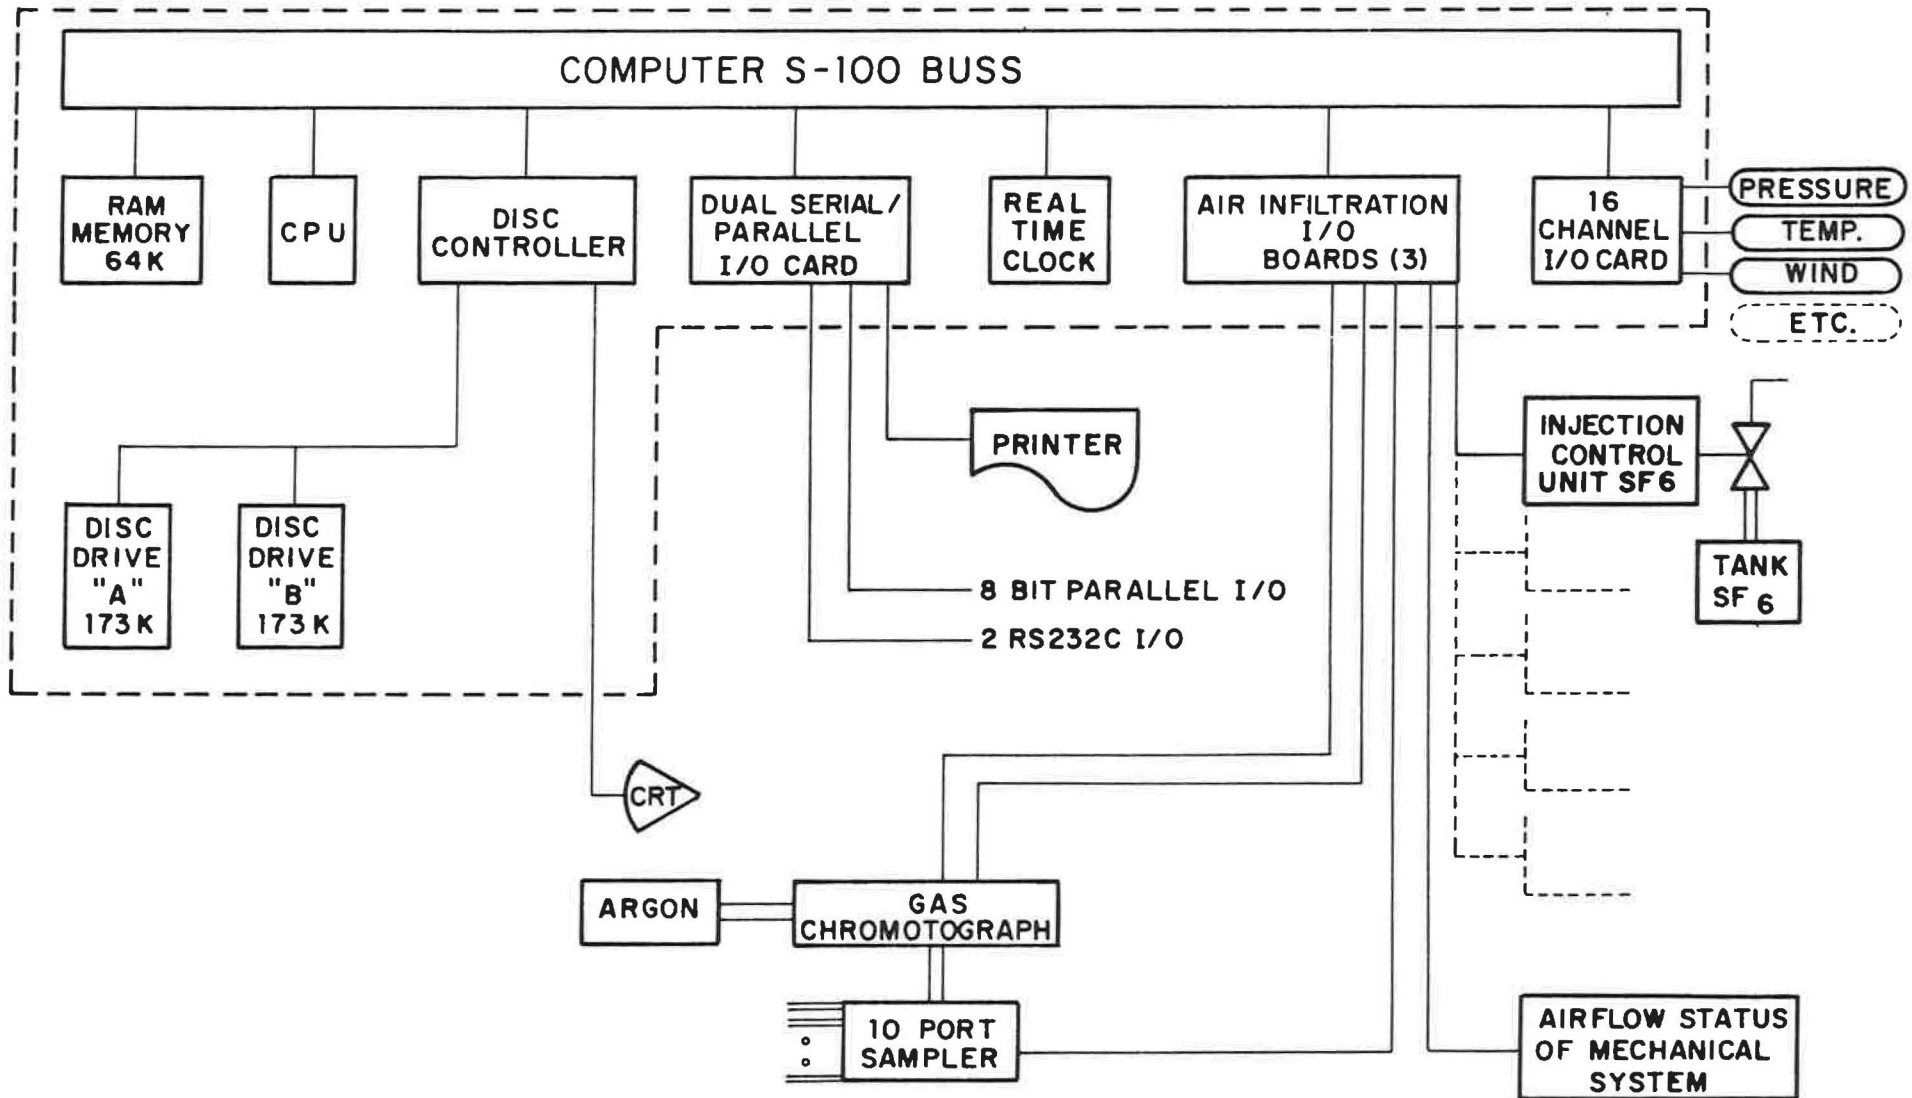 COMPUTER S-100 BUSS
RAM
MEMORY
64K
CPU
DISC
CONTROLLER
DUAL SERIAL/
PARALLEL
I/O CARD
REAL
TIME
CLOCK
AIR INFILTRATION
I/O
BOARDS (3)
16
CHANNEL
I/O CARD
PRESSURE
TEMP.
WIND
ETC.
DISC
DRIVE
"A"
173K
DISC
DRIVE
"B"
173K
PRINTER
8 BIT PARALLEL I/O
2 RS232C I/O
INJECTION
CONTROL
UNIT SF6
TANK
SF6
CRT
ARGON
GAS
CHROMOTOGRAPH
10 PORT
SAMPLER
AIRFLOW STATUS
OF MECHANICAL
SYSTEM